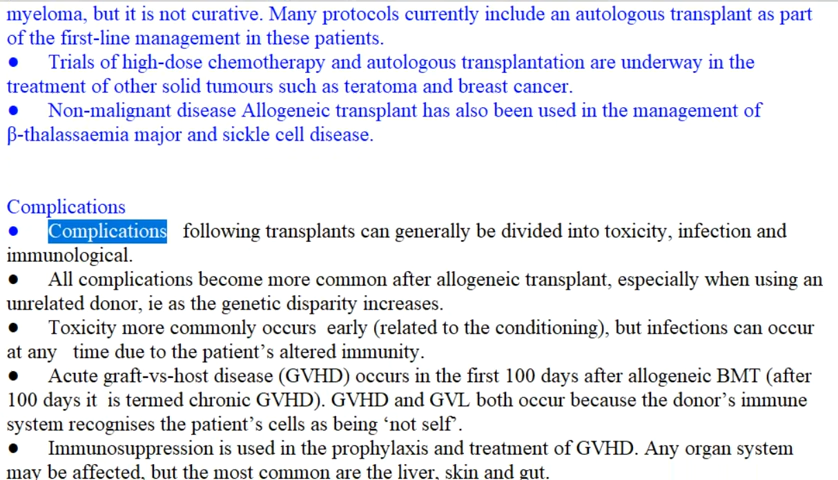 myeloma, but it is not curative. Many protocols currently include an autologous transplant as part
of the first-line management in these patients.
● Trials of high-dose chemotherapy and autologous transplantation are underway in the
treatment of other solid tumours such as teratoma and breast cancer.
● Non-malignant disease Allogeneic transplant has also been used in the management of
β-thalassaemia major and sickle cell disease.
Complications
● Complications following transplants can generally be divided into toxicity, infection and
immunological.
● All complications become more common after allogeneic transplant, especially when using an
unrelated donor, ie as the genetic disparity increases.
● Toxicity more commonly occurs early (related to the conditioning), but infections can occur
at any time due to the patient’s altered immunity.
● Acute graft-vs-host disease (GVHD) occurs in the first 100 days after allogeneic BMT (after
100 days it is termed chronic GVHD). GVHD and GVL both occur because the donor’s immune
system recognises the patient’s cells as being ‘not self’.
● Immunosuppression is used in the prophylaxis and treatment of GVHD. Any organ system
may be affected, but the most common are the liver, skin and gut.